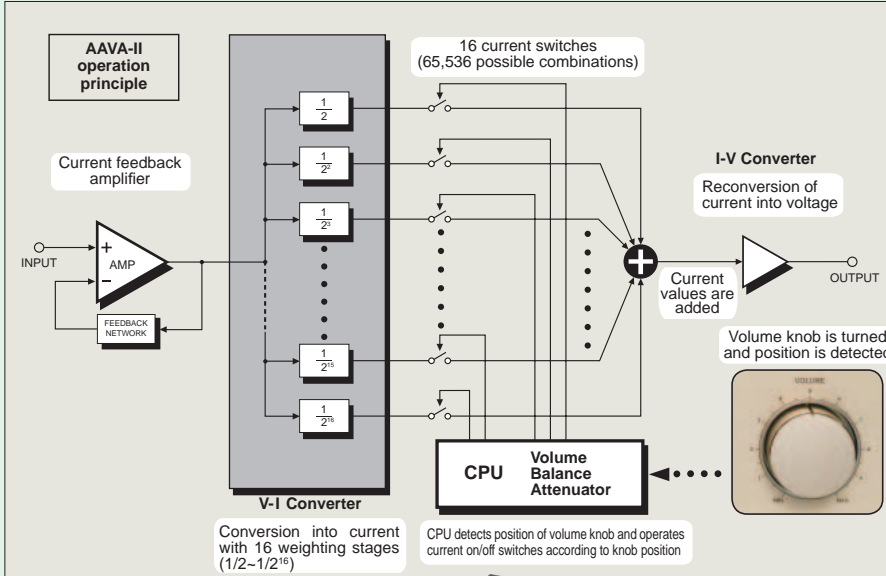 AAVA-II
operation
principle
16 current switches
(65,536 possible combinations)
Current feedback
amplifier
INPUT
+
−
AMP
FEEDBACK
NETWORK
1
2
1
2²
1
2³
1
2¹⁵
1
2¹⁶
V-I Converter
Conversion into current
with 16 weighting stages
(1/2~1/2¹⁶)
I-V Converter
Reconversion of
current into voltage
+
Current
values are
added
OUTPUT
Volume knob is turned
and position is detected
VOLUME
CPU
Volume
Balance
Attenuator
CPU detects position of volume knob and operates
current on/off switches according to knob position